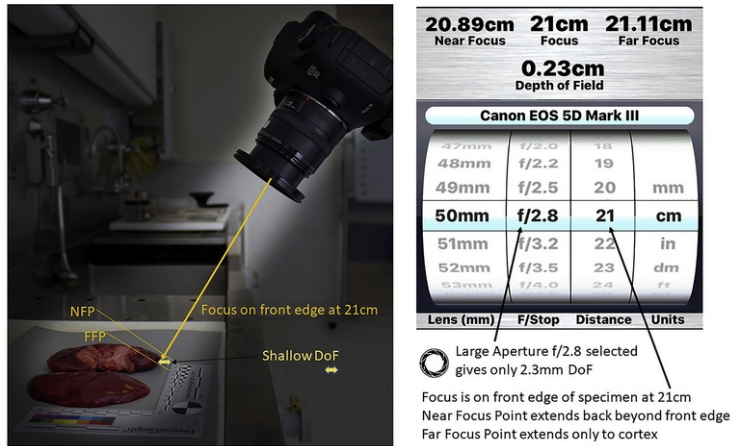 NFP
FFP
Focus on front edge at 21cm
Shallow DoF
20.89cm 21cm 21.11cm
Near Focus Focus Far Focus
0.23cm
Depth of Field
Canon EOS 5D Mark III
47mm f/2.0 18
48mm f/2.2 19
49mm f/2.5 20 mm
50mm f/2.8 21 cm
51mm f/3.2 22 in
52mm f/3.5 23 dm
53mm f/4.0 24 ft
Lens (mm) F/Stop Distance Units
Large Aperture f/2.8 selected
gives only 2.3mm DoF
Focus is on front edge of specimen at 21cm
Near Focus Point extends back beyond front edge
Far Focus Point extends only to cortex